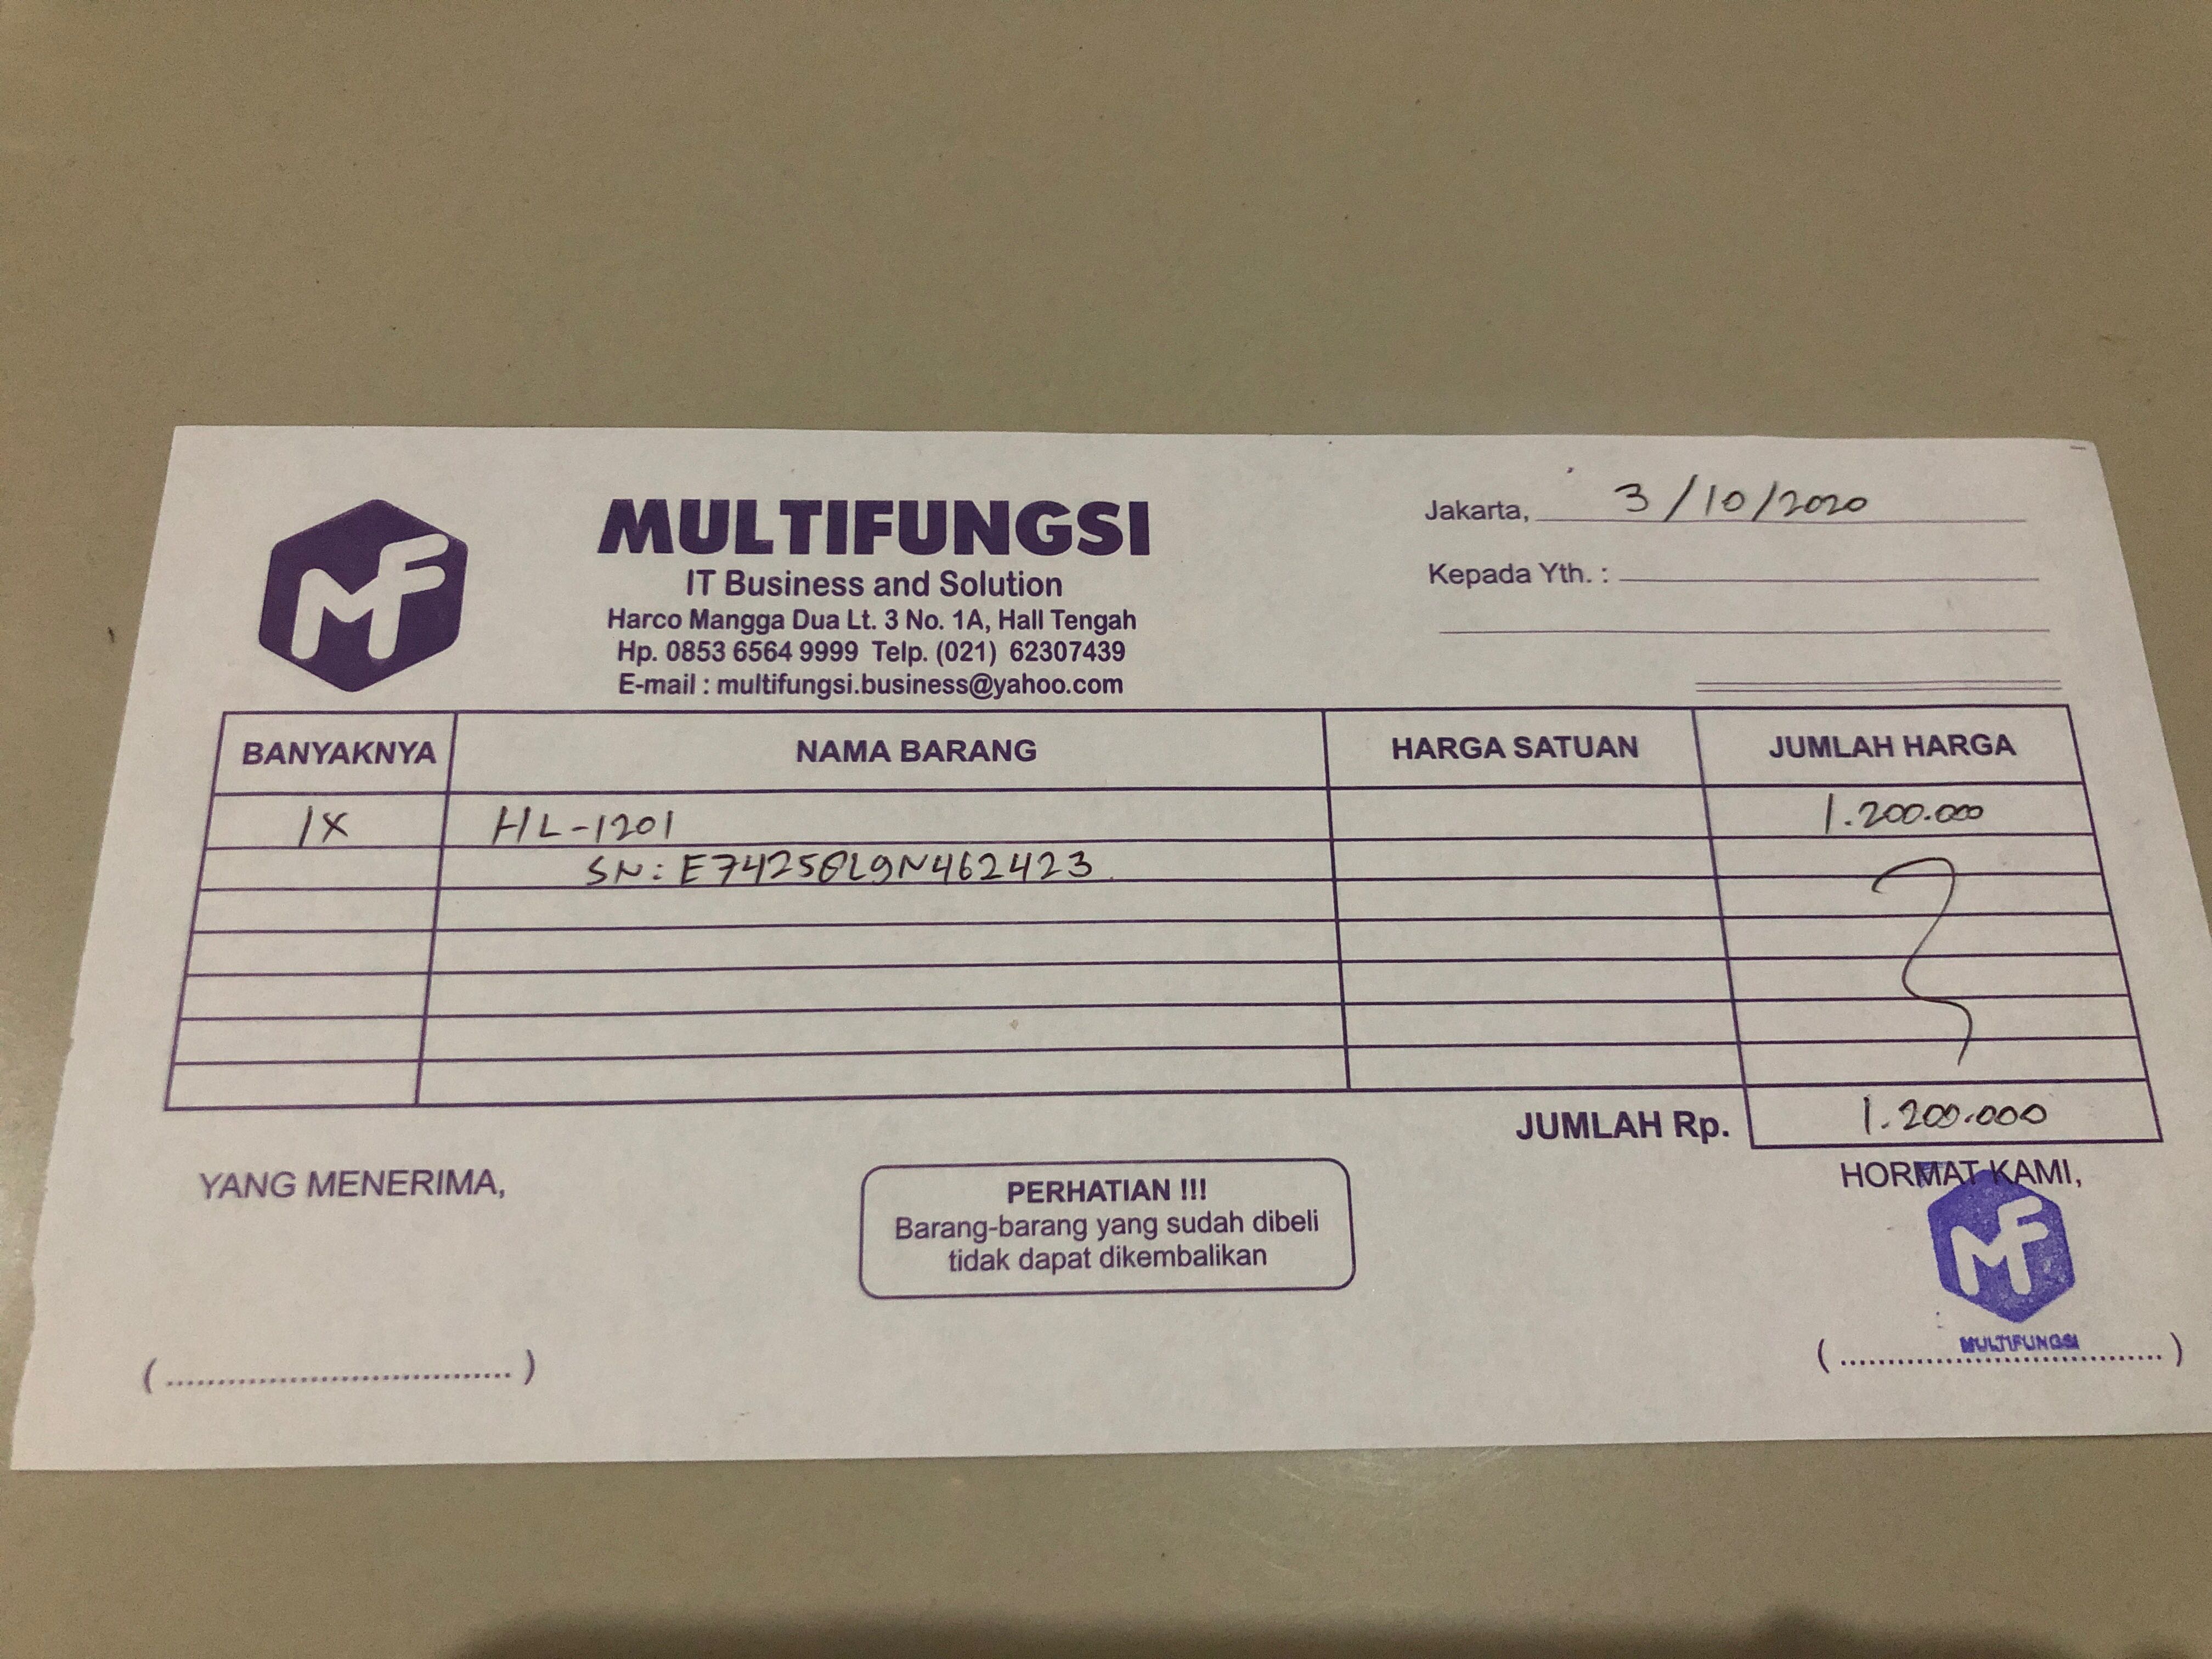 MF
MULTIFUNGSI
IT Business and Solution
Harco Mangga Dua Lt. 3 No. 1A, Hall Tengah
Hp. 0853 6564 9999 Telp. (021) 62307439
E-mail : multifungsi.business@yahoo.com
Jakarta, 3/10/2020
Kepada Yth. :
BANYAKNYA NAMA BARANG HARGA SATUAN JUMLAH HARGA
1X HL-1201 1.200.000
SN: E74258L9N462423
JUMLAH Rp. 1.200.000
YANG MENERIMA,
PERHATIAN !!!
Barang-barang yang sudah dibeli
tidak dapat dikembalikan
HORMAT KAMI,
MF
MULTIFUNGSI
(..................................) (..................................)